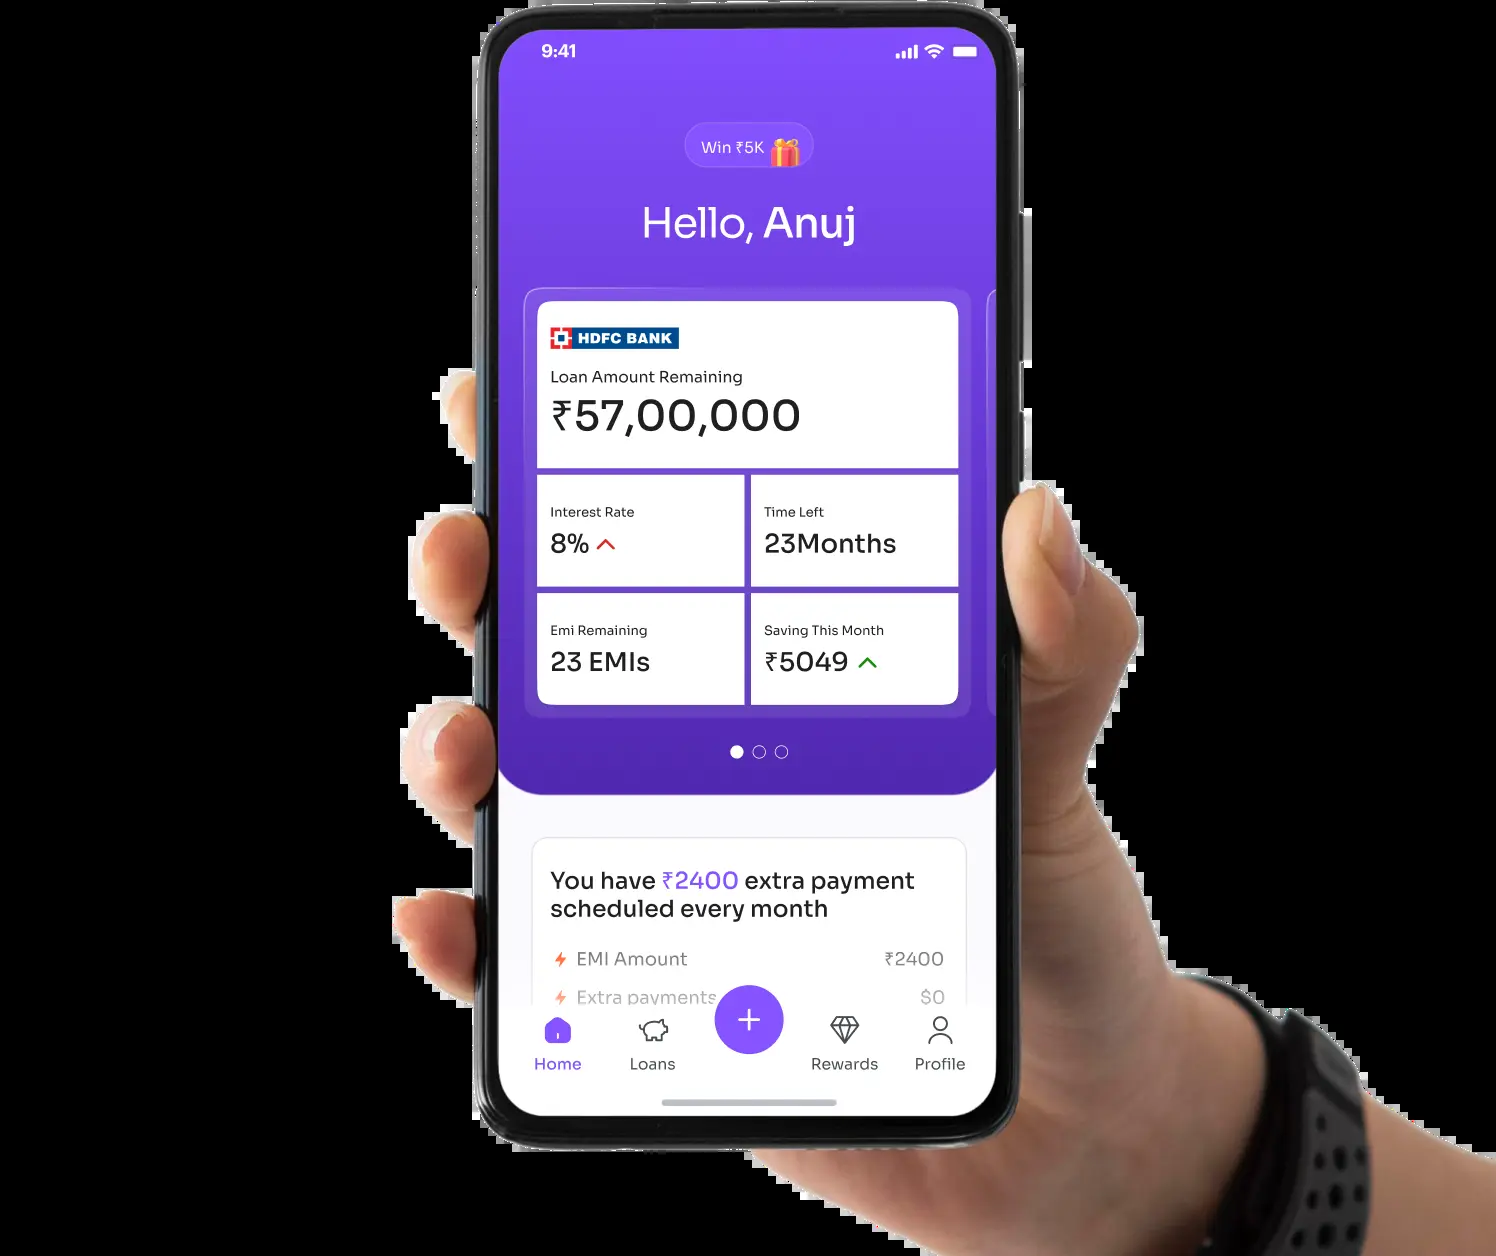 9:41
Win ₹5K
Hello, Anuj
HDFC BANK
Loan Amount Remaining
₹57,00,000
Interest Rate
8%
Time Left
23Months
Emi Remaining
23 EMIs
Saving This Month
₹5049
You have ₹2400 extra payment
scheduled every month
EMI Amount ₹2400
Extra payments $0
Home
Loans
+
Rewards
Profile